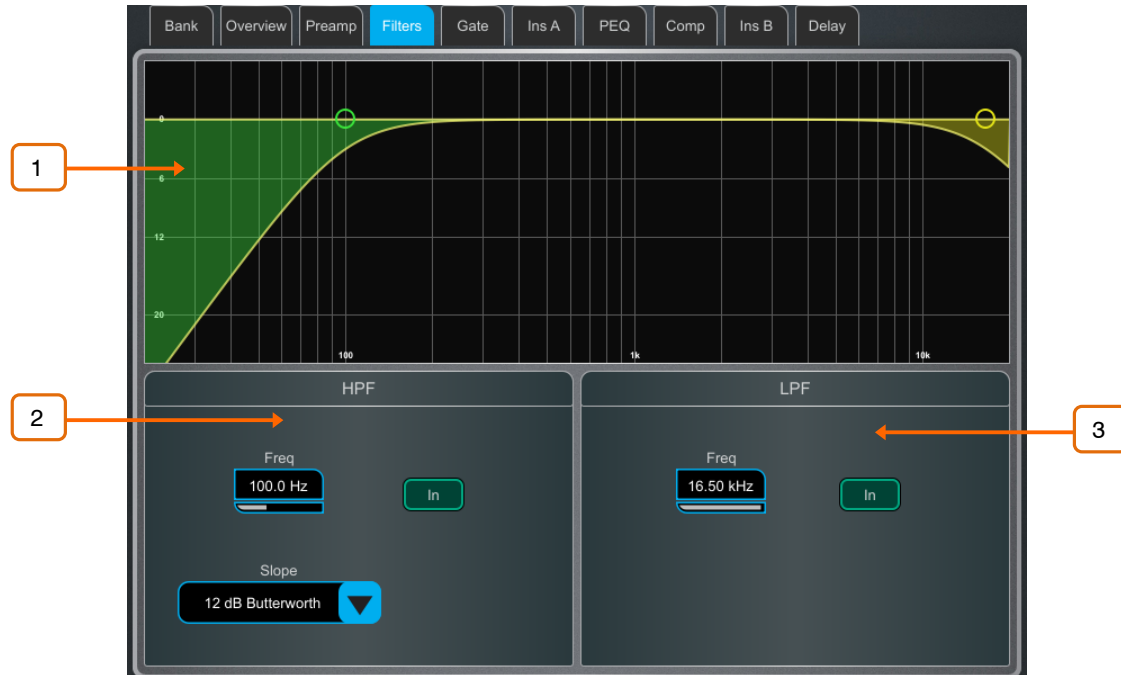 Bank Overview Preamp Filters Gate Ins A PEQ Comp Ins B Delay
0
1
6
12
20
100 1k 10k
HPF LPF
2
3
Freq Freq
100.0 Hz In 16.50 kHz In
Slope
12 dB Butterworth